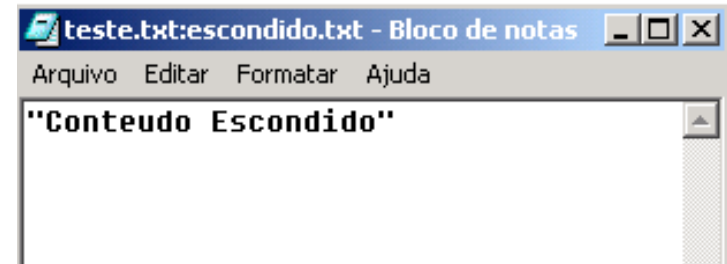 teste.txt:escondido.txt - Bloco de notas
Arquivo Editar Formatar Ajuda
"Conteudo Escondido"